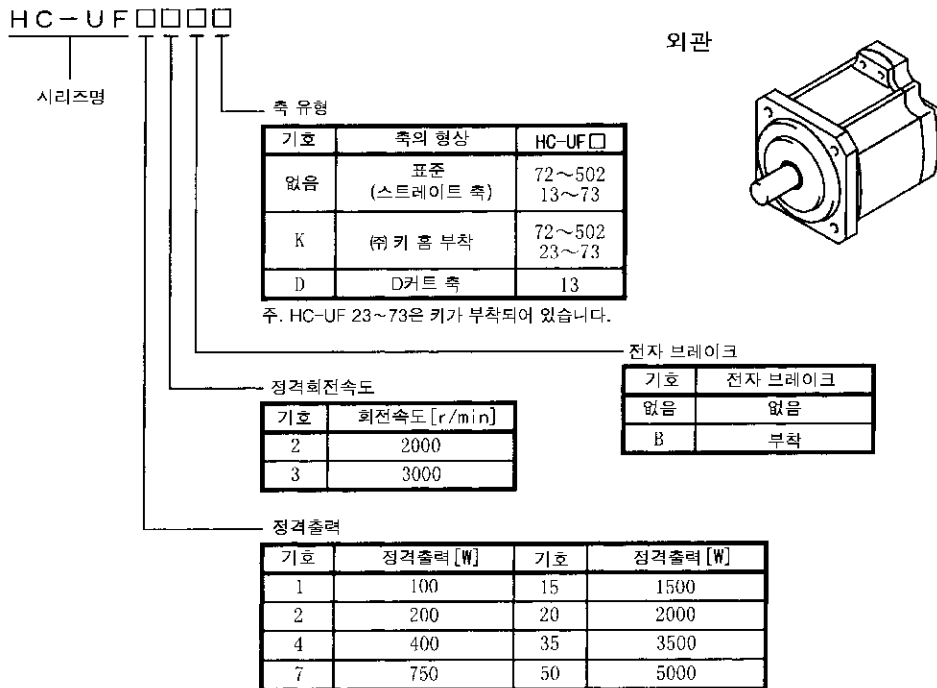 HC-UF□□□□
외관
시리즈명
축 유형
기호 축의 형상 HC-UF□
없음 표준 (스트레이트 축) 72~502 13~73
K (주) 키 홈 부착 72~502 23~73
D D커트 축 13
주. HC-UF 23~73은 키가 부착되어 있습니다.
전자 브레이크
기호 전자 브레이크
없음 없음
B 부착
정격회전속도
기호 회전속도[r/min]
2 2000
3 3000
정격출력
기호 정격출력[W] 기호 정격출력[W]
1 100 15 1500
2 200 20 2000
4 400 35 3500
7 750 50 5000